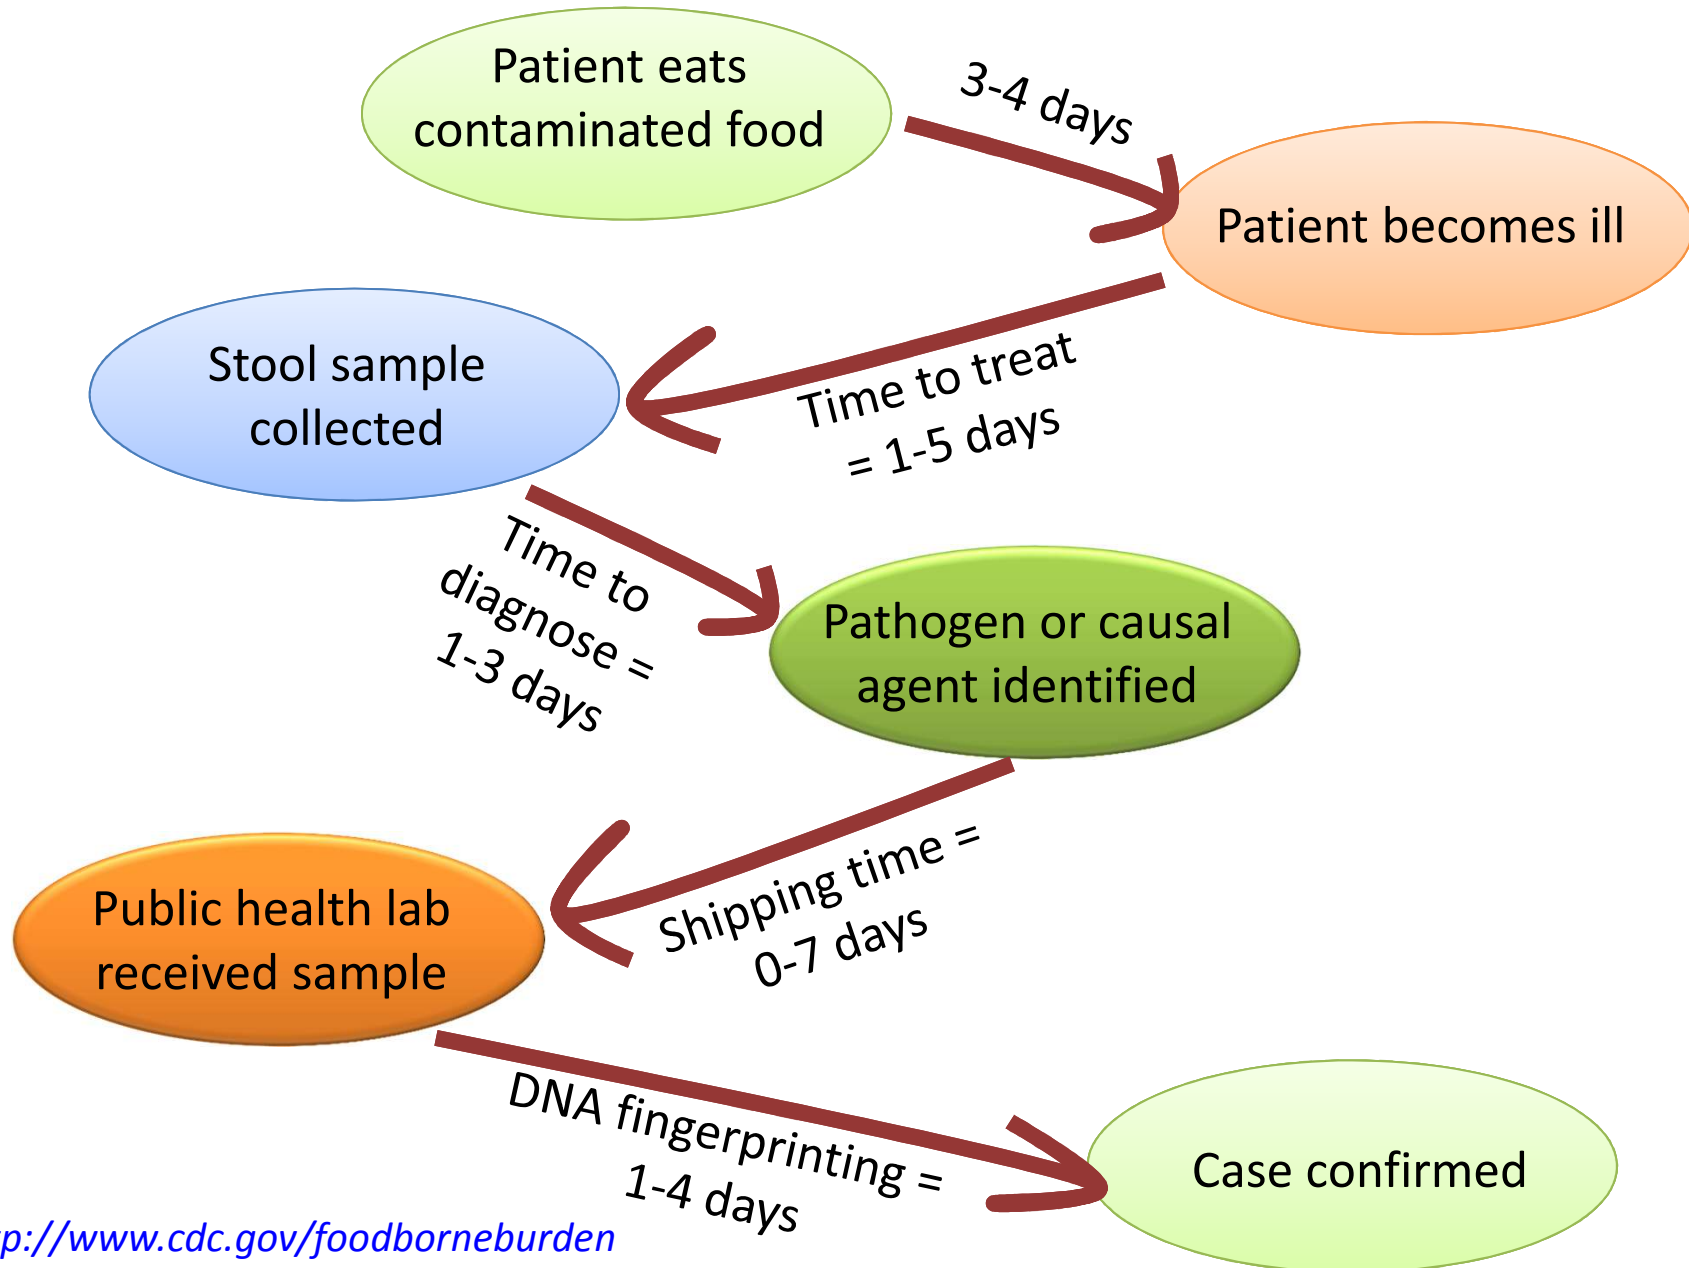 Patient eats
contaminated food
3-4 days
Patient becomes ill
Time to treat
= 1-5 days
Stool sample
collected
Time to
diagnose =
1-3 days
Pathogen or causal
agent identified
Shipping time =
0-7 days
Public health lab
received sample
DNA fingerprinting =
1-4 days
Case confirmed
p://www.cdc.gov/foodborneburden